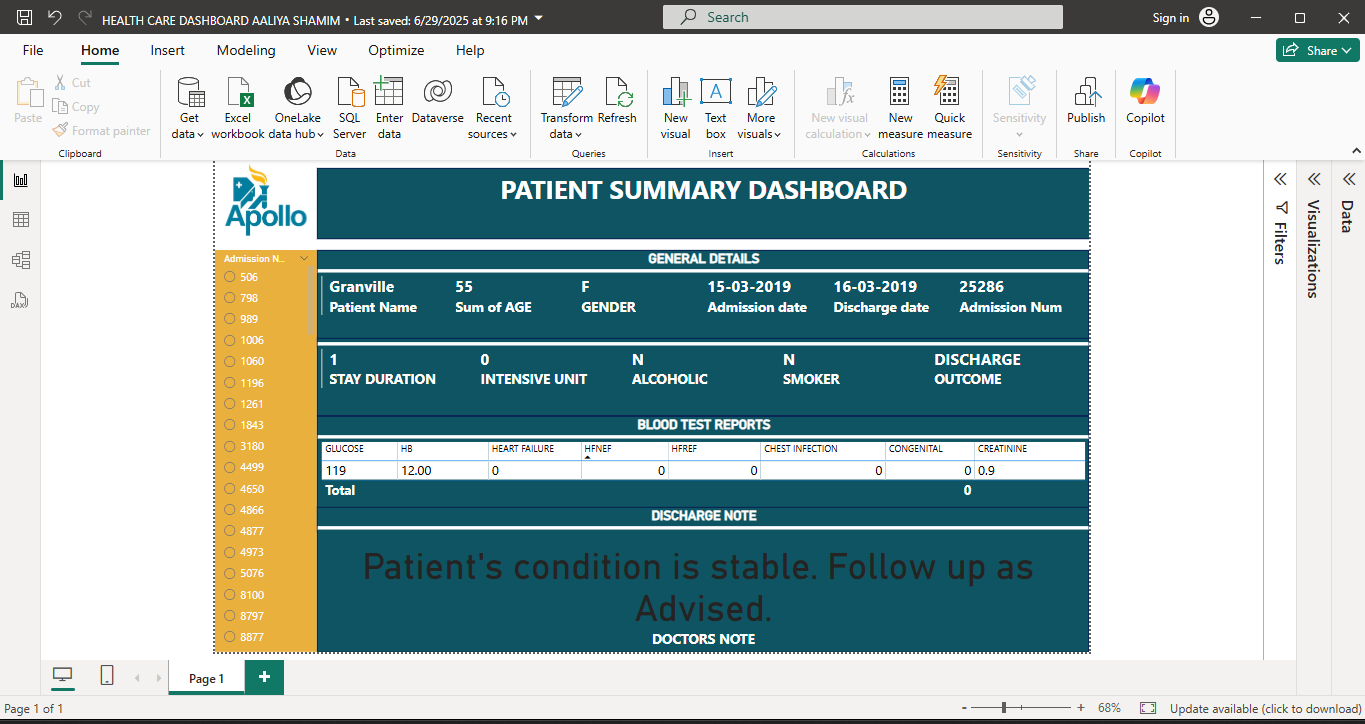 HEALTH CARE DASHBOARD AALIYA SHAMIM • Last saved: 6/29/2025 at 9:16 PM
Search
Sign in
File Home Insert Modeling View Optimize Help
Share
Paste
Cut
Copy
Format painter
Clipboard
Get data
Excel workbook
OneLake data hub
SQL Server
Enter data
Dataverse
Recent sources
Data
Transform data
Refresh
Queries
New visual
Text box
More visuals
Insert
New visual calculation
New measure
Quick measure
Calculations
Sensitivity
Sensitivity
Publish
Share
Copilot
Copilot
Apollo
PATIENT SUMMARY DASHBOARD
Admission N...
506
798
989
1006
1060
1196
1261
1843
3180
4499
4650
4866
4877
4973
5076
8100
8797
8877
GENERAL DETAILS
Granville 55 F 15-03-2019 16-03-2019 25286
Patient Name Sum of AGE GENDER Admission date Discharge date Admission Num
1 0 N N DISCHARGE
STAY DURATION INTENSIVE UNIT ALCOHOLIC SMOKER OUTCOME
BLOOD TEST REPORTS
GLUCOSE HB HEART FAILURE HFNEF HFREF CHEST INFECTION CONGENITAL CREATININE
119 12.00 0 0 0 0 0 0.9
Total 0
DISCHARGE NOTE
Patient's condition is stable. Follow up as
Advised.
DOCTORS NOTE
Filters
Visualizations
Data
DAX
Page 1
Page 1 of 1
- + 68%
Update available (click to download)